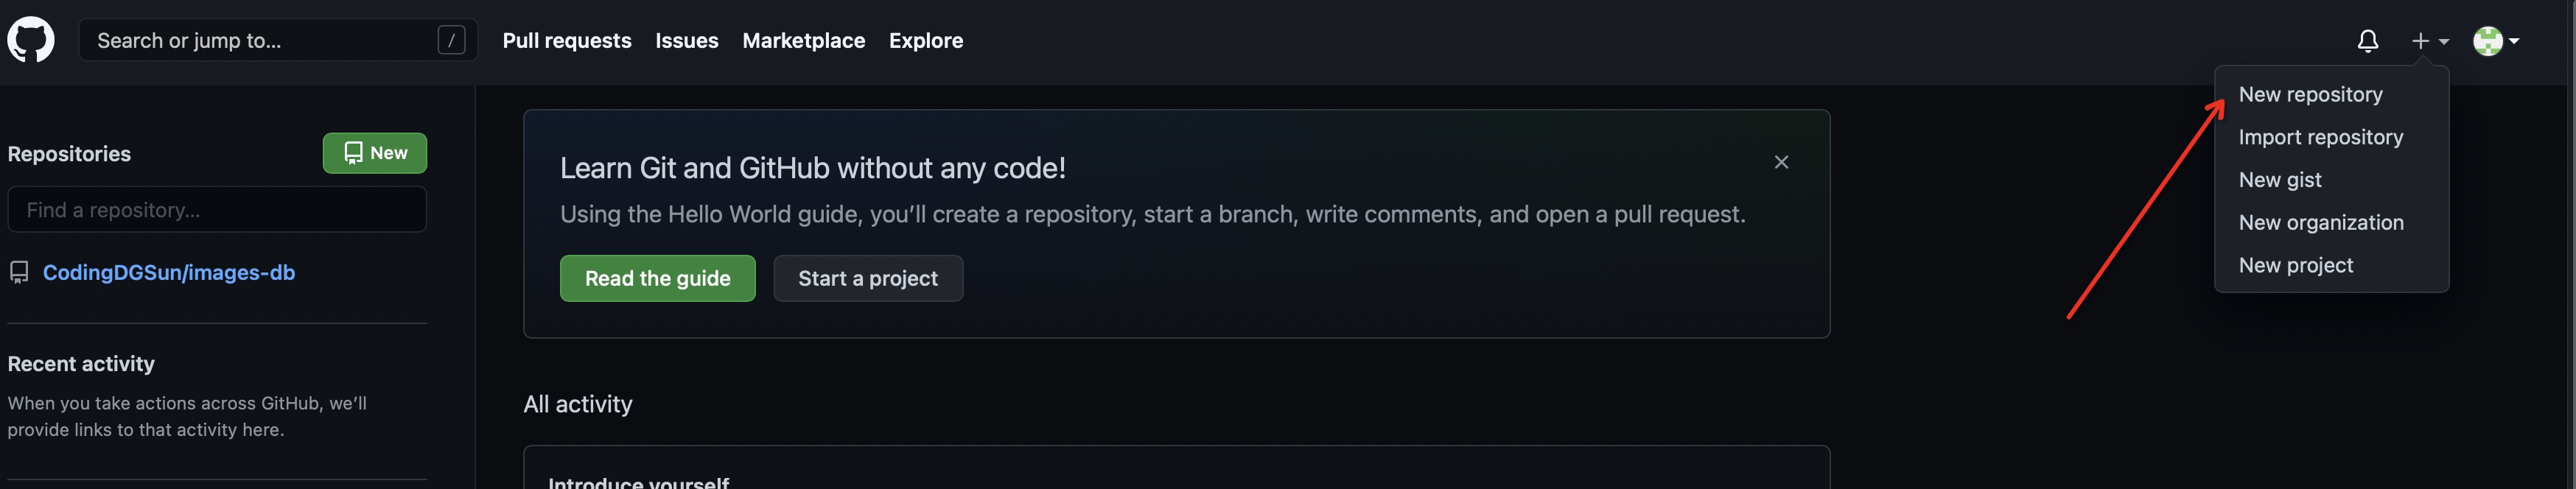 Search or jump to... /
Pull requests Issues Marketplace Explore
Repositories
New
Find a repository...
CodingDGSun/images-db
Recent activity
When you take actions across GitHub, we’ll
provide links to that activity here.
Learn Git and GitHub without any code!
Using the Hello World guide, you’ll create a repository, start a branch, write comments, and open a pull request.
Read the guide
Start a project
All activity
Introduce yourself
New repository
Import repository
New gist
New organization
New project